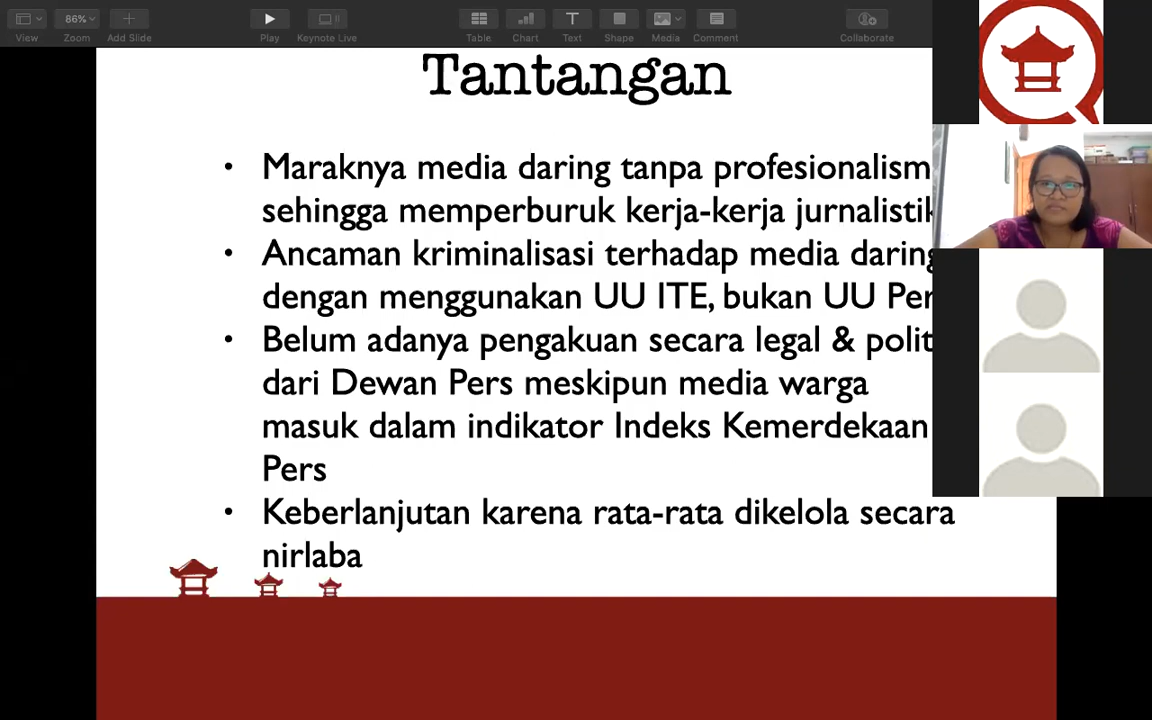 86%
View
Zoom
Add Slide
Play
Keynote Live
Table
Chart
Text
Shape
Media
Comment
Collaborate
Tantangan
• Maraknya media daring tanpa profesionalism
sehingga memperburuk kerja-kerja jurnalistik
• Ancaman kriminalisasi terhadap media daring
dengan menggunakan UU ITE, bukan UU Per
• Belum adanya pengakuan secara legal & polit
dari Dewan Pers meskipun media warga
masuk dalam indikator Indeks Kemerdekaan
Pers
• Keberlanjutan karena rata-rata dikelola secara
nirlaba